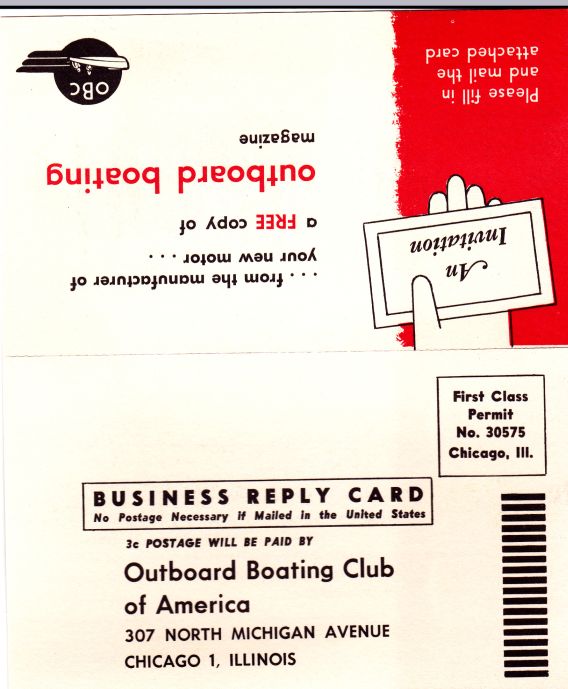 An
Invitation
. . . from the manufacturer of
your new motor . . .
a FREE copy of
outboard boating
magazine
OBC
Please fill in
and mail the
attached card
First Class
Permit
No. 30575
Chicago, Ill.
BUSINESS REPLY CARD
No Postage Necessary if Mailed in the United States
3c POSTAGE WILL BE PAID BY
Outboard Boating Club
of America
307 NORTH MICHIGAN AVENUE
CHICAGO 1, ILLINOIS